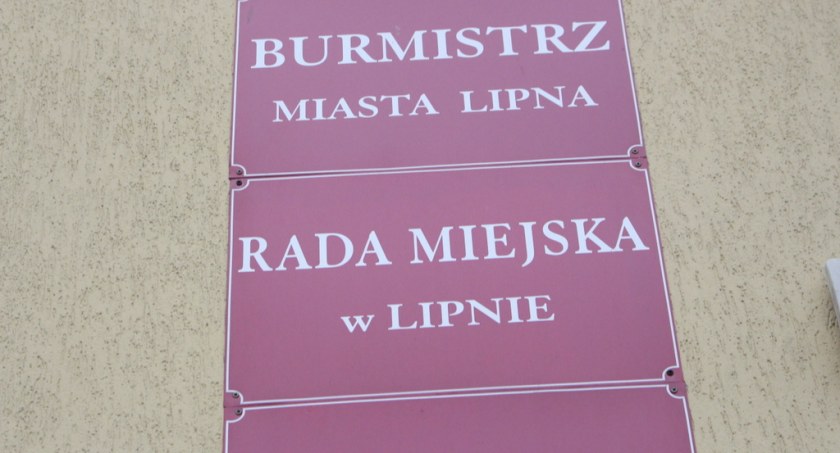 BURMISTRZ
MIASTA LIPNA
RADA MIEJSKA
w LIPNIE